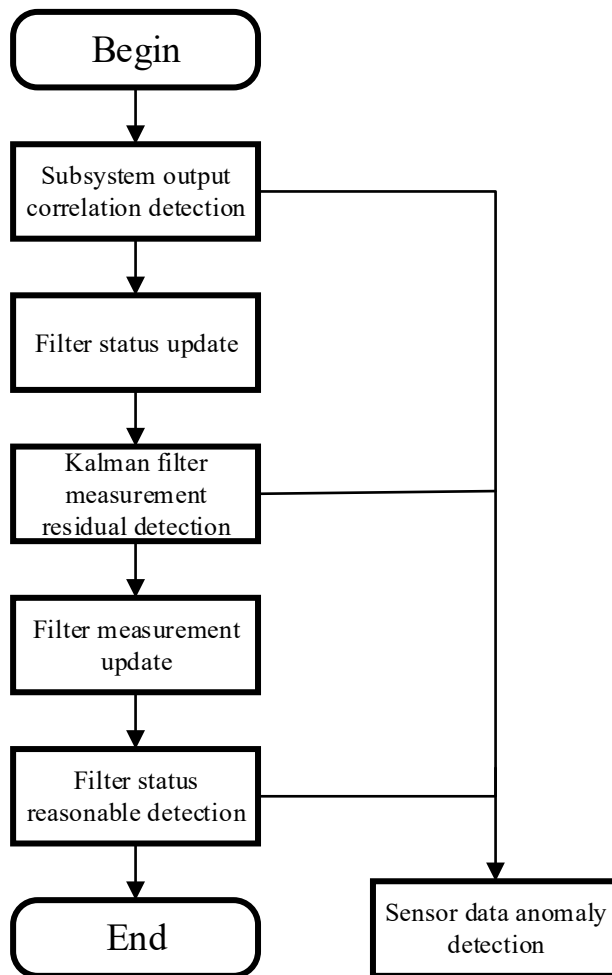 Begin
Subsystem output
correlation detection
Filter status update
Kalman filter
measurement
residual detection
Filter measurement
update
Filter status
reasonable detection
End
Sensor data anomaly
detection